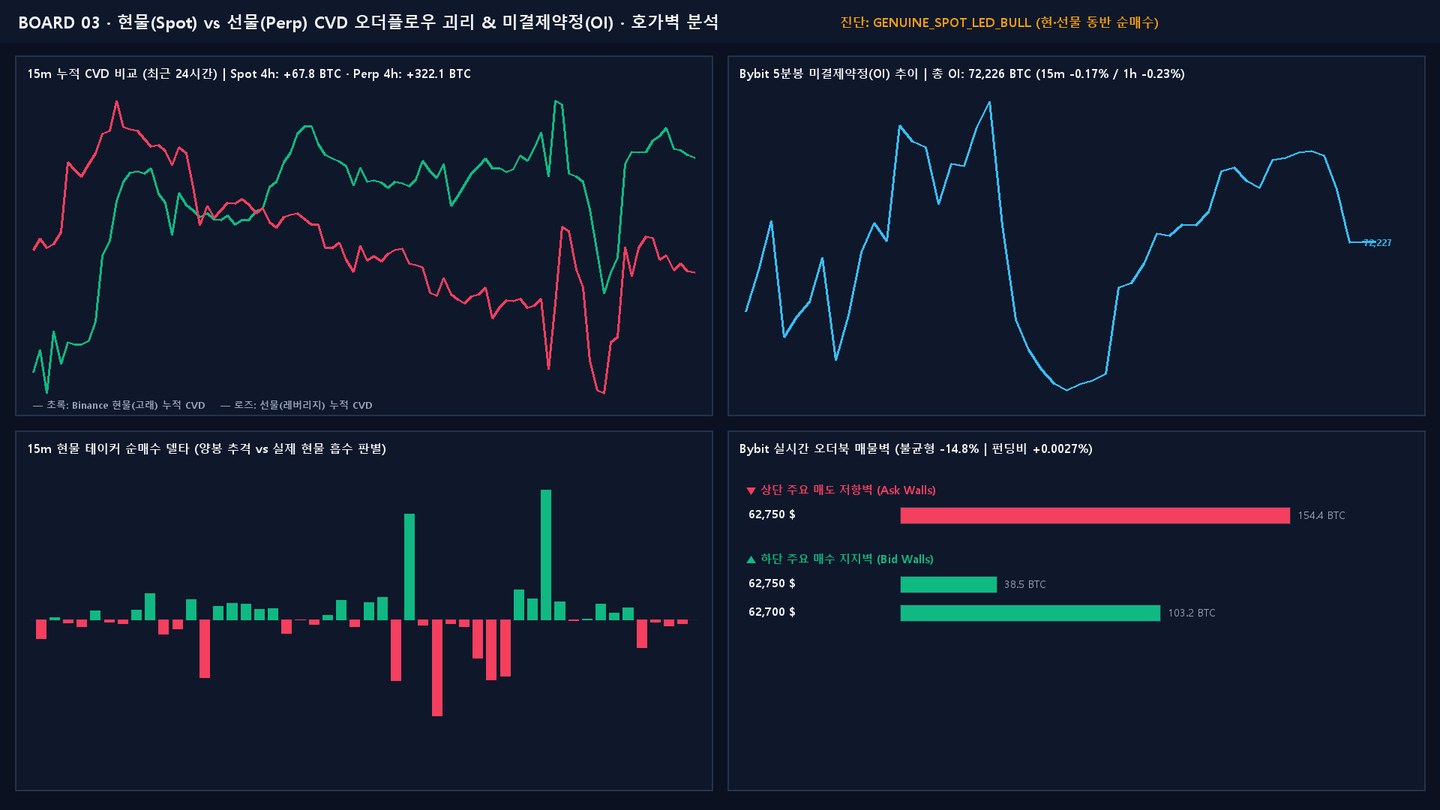 BOARD 03 · 현물(Spot) vs 선물(Perp) CVD 오더플로우 괴리 & 미결제약정(OI) · 호가벽 분석
진단: GENUINE_SPOT_LED_BULL (현·선물 동반 순매수)
15m 누적 CVD 비교 (최근 24시간) | Spot 4h: +67.8 BTC · Perp 4h: +322.1 BTC
— 초록: Binance 현물(고래) 누적 CVD — 로즈: 선물(레버리지) 누적 CVD
Bybit 5분봉 미결제약정(OI) 추이 | 총 OI: 72,226 BTC (15m -0.17% / 1h -0.23%)
72,227
15m 현물 테이커 순매수 델타 (양봉 추격 vs 실제 현물 흡수 판별)
Bybit 실시간 오더북 매물벽 (불균형 -14.8% | 펀딩비 +0.0027%)
▼ 상단 주요 매도 저항벽 (Ask Walls)
62,750 $ 154.4 BTC
▲ 하단 주요 매수 지지벽 (Bid Walls)
62,750 $ 38.5 BTC
62,700 $ 103.2 BTC